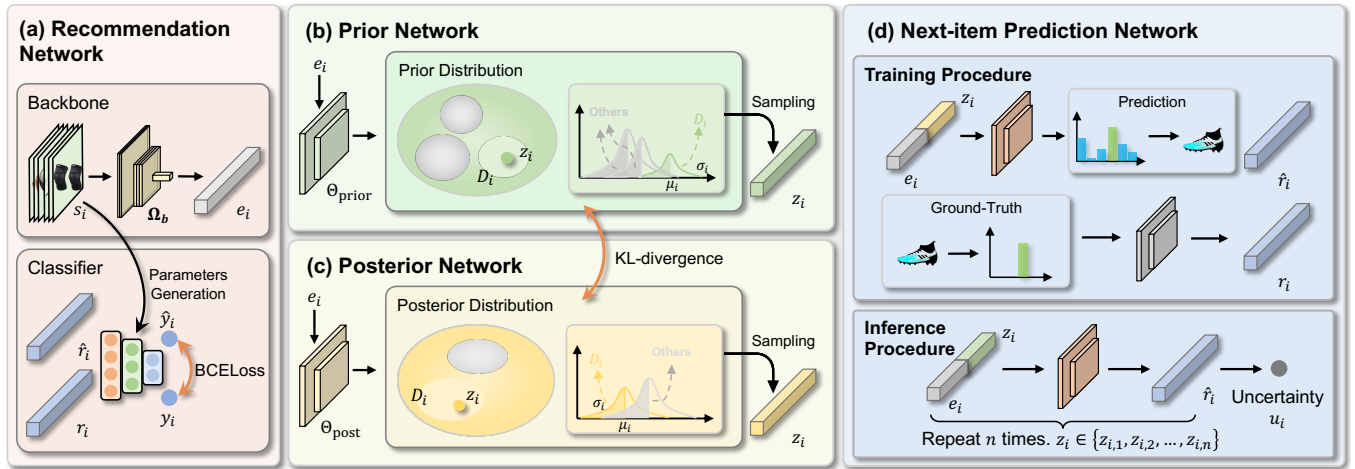 (a) Recommendation
Network
Backbone
s_i
Ω_b
e_i
Classifier
Parameters
Generation
r̂_i
ŷ_i
BCELoss
y_i
r_i
(b) Prior Network
e_i
Θ_prior
Prior Distribution
z_i
D_i
Others
D_i
σ_i
μ_i
Sampling
z_i
KL-divergence
(c) Posterior Network
e_i
Θ_post
Posterior Distribution
D_i
z_i
D_i
Others
σ_i
μ_i
Sampling
z_i
(d) Next-item Prediction Network
Training Procedure
z_i
e_i
Prediction
r̂_i
Ground-Truth
r_i
Inference
Procedure
z_i
e_i
r̂_i
Uncertainty
u_i
Repeat n times. z_i ∈ {z_{i,1}, z_{i,2}, ..., z_{i,n}}